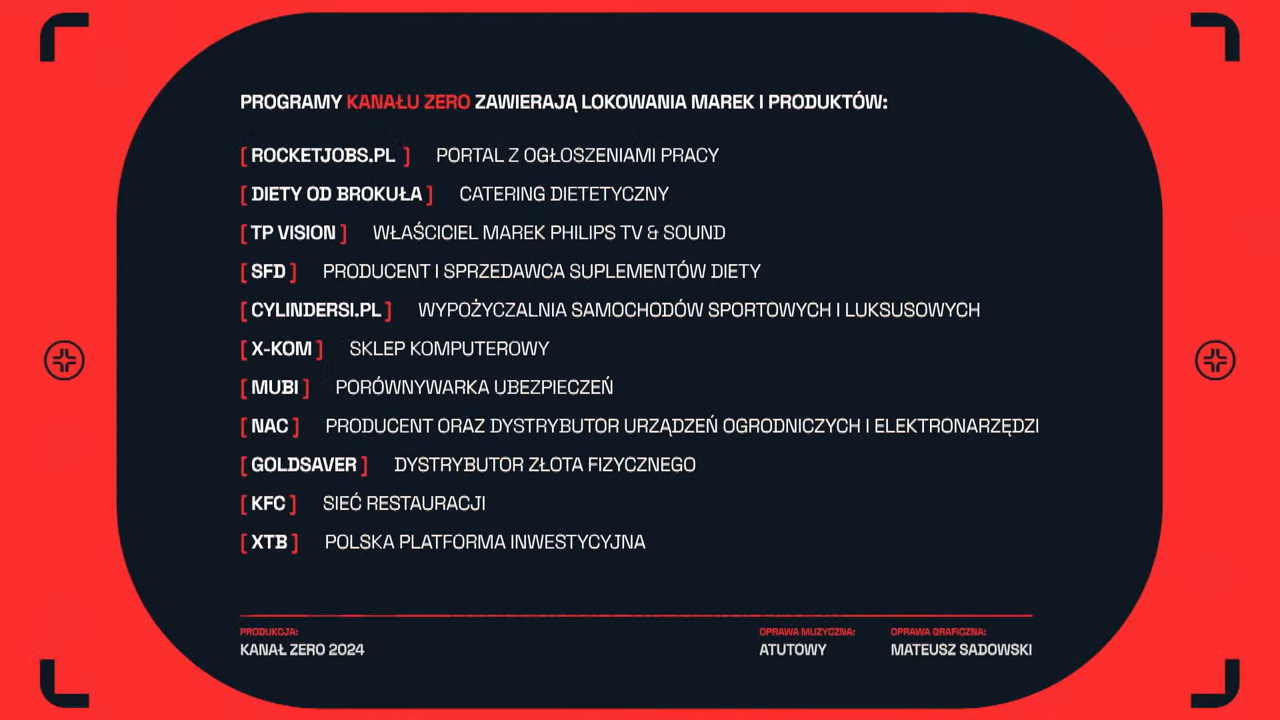 PROGRAMY KANAŁU ZERO ZAWIERAJĄ LOKOWANIA MAREK I PRODUKTÓW:
[ ROCKETJOBS.PL ] PORTAL Z OGŁOSZENIAMI PRACY
[ DIETY OD BROKUŁA ] CATERING DIETETYCZNY
[ TP VISION ] WŁAŚCICIEL MAREK PHILIPS TV & SOUND
[ SFD ] PRODUCENT I SPRZEDAWCA SUPLEMENTÓW DIETY
[ CYLINDERSI.PL ] WYPOŻYCZALNIA SAMOCHODÓW SPORTOWYCH I LUKSUSOWYCH
[ X-KOM ] SKLEP KOMPUTEROWY
[ MUBI ] PORÓWNYWARKA UBEZPIECZEŃ
[ NAC ] PRODUCENT ORAZ DYSTRYBUTOR URZĄDZEŃ OGRODNICZYCH I ELEKTRONARZĘDZI
[ GOLDSAVER ] DYSTRYBUTOR ZŁOTA FIZYCZNEGO
[ KFC ] SIEĆ RESTAURACJI
[ XTB ] POLSKA PLATFORMA INWESTYCYJNA
PRODUKCJA: OPRAWA MUZYCZNA: OPRAWA GRAFICZNA:
KANAŁ ZERO 2024 ATUTOWY MATEUSZ SADOWSKI